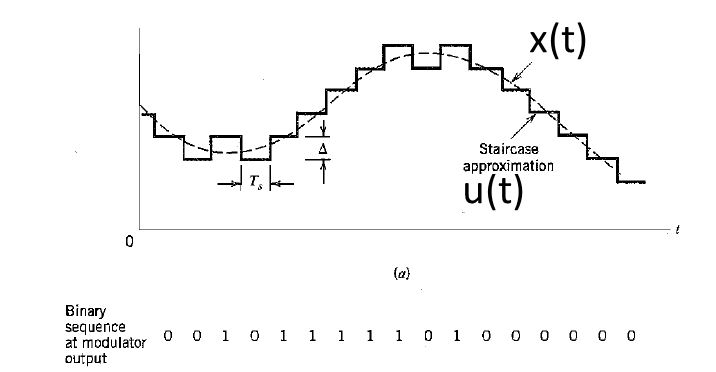 x(t)
Staircase
approximation
u(t)
Δ
T_s
0
t
(a)
Binary
sequence
at modulator
output
0 0 1 0 1 1 1 1 1 0 1 0 0 0 0 0 0